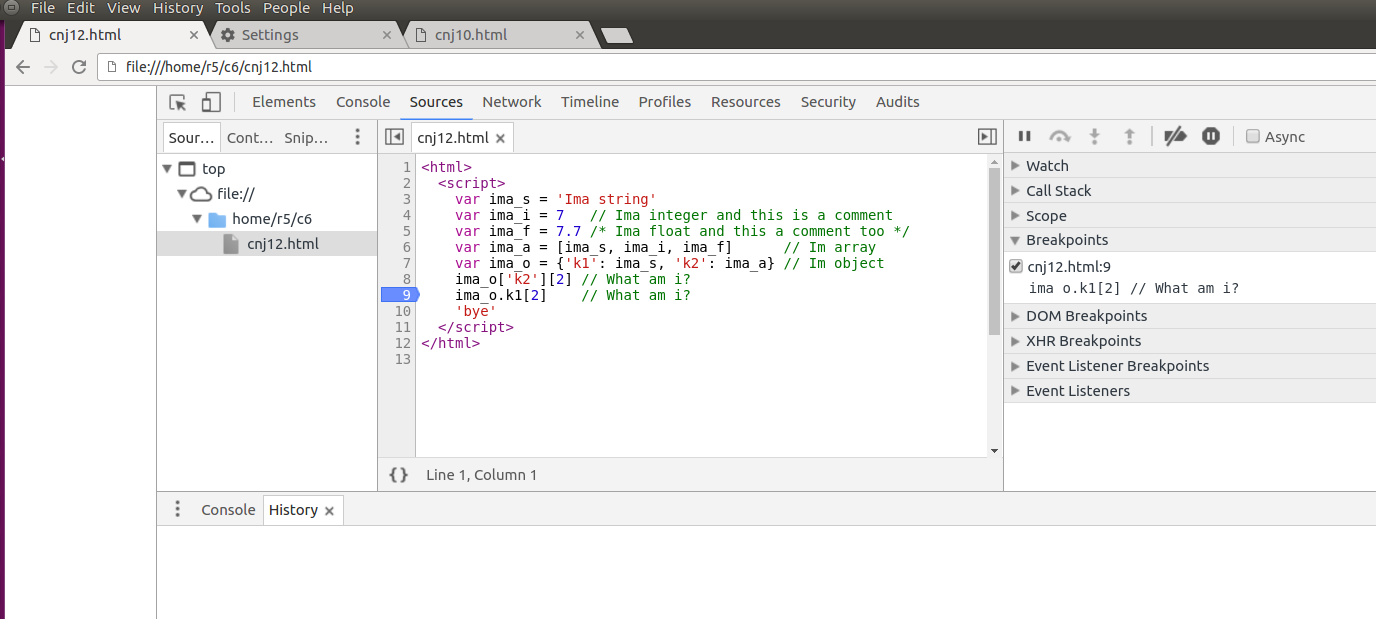 File Edit View History Tools People Help
cnj12.html × Settings × cnj10.html ×
file:///home/r5/c6/cnj12.html
Elements Console Sources Network Timeline Profiles Resources Security Audits
Sour... Cont... Snip...
cnj12.html ×
Async
top
file://
home/r5/c6
cnj12.html
1 <html>
2   <script>
3     var ima_s = 'Ima string'
4     var ima_i = 7   // Ima integer and this is a comment
5     var ima_f = 7.7 /* Ima float and this a comment too */
6     var ima_a = [ima_s, ima_i, ima_f]      // Im array
7     var ima_o = {'k1': ima_s, 'k2': ima_a} // Im object
8     ima_o['k2'][2] // What am i?
9     ima_o.k1[2]    // What am i?
10     'bye'
11   </script>
12 </html>
13
{} Line 1, Column 1
Watch
Call Stack
Scope
Breakpoints
cnj12.html:9
ima o.k1[2] // What am i?
DOM Breakpoints
XHR Breakpoints
Event Listener Breakpoints
Event Listeners
Console History ×